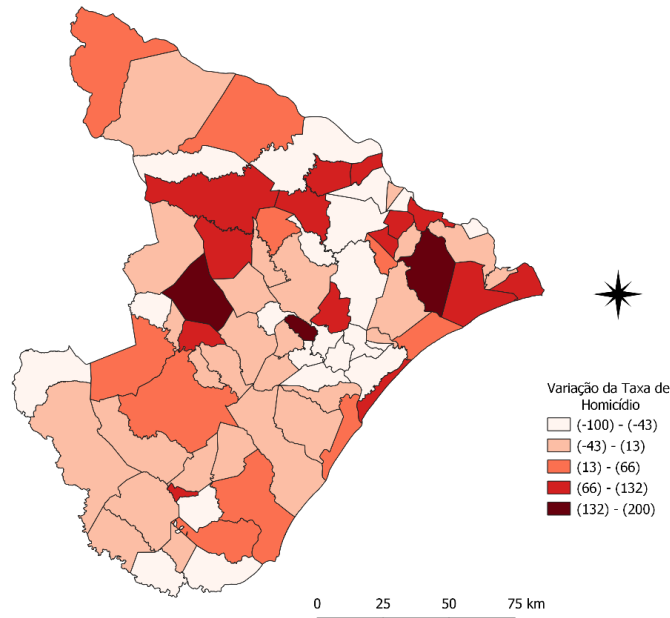 Variação da Taxa de
Homicídio
(-100) - (-43)
(-43) - (13)
(13) - (66)
(66) - (132)
(132) - (200)
0 25 50 75 km